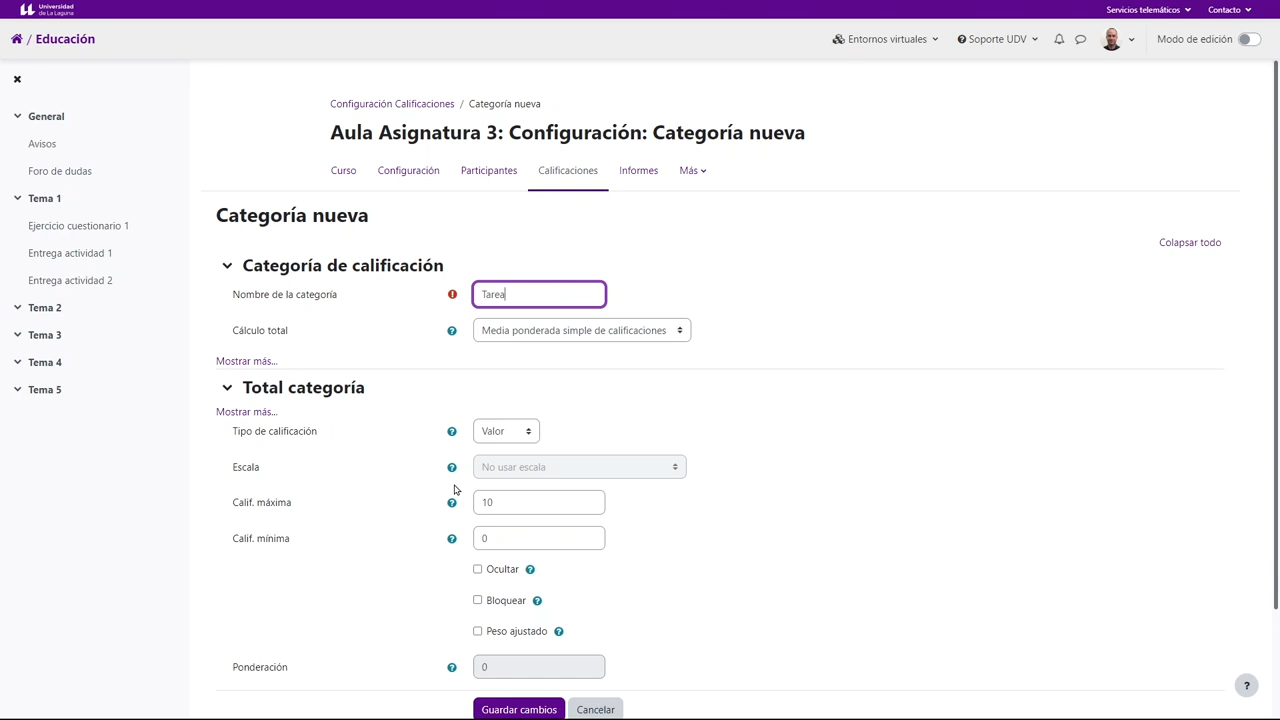 Universidad
de La Laguna
Servicios telemáticos
Contacto
/ Educación
Entornos virtuales
Soporte UDV
Modo de edición
General
Avisos
Foro de dudas
Tema 1
Ejercicio cuestionario 1
Entrega actividad 1
Entrega actividad 2
Tema 2
Tema 3
Tema 4
Tema 5
Configuración Calificaciones / Categoría nueva
Aula Asignatura 3: Configuración: Categoría nueva
Curso Configuración Participantes Calificaciones Informes Más
Categoría nueva
Colapsar todo
Categoría de calificación
Nombre de la categoría Tarea
Cálculo total Media ponderada simple de calificaciones
Mostrar más...
Total categoría
Mostrar más...
Tipo de calificación Valor
Escala No usar escala
Calif. máxima 10
Calif. mínima 0
Ocultar
Bloquear
Peso ajustado
Ponderación 0
Guardar cambios Cancelar
?